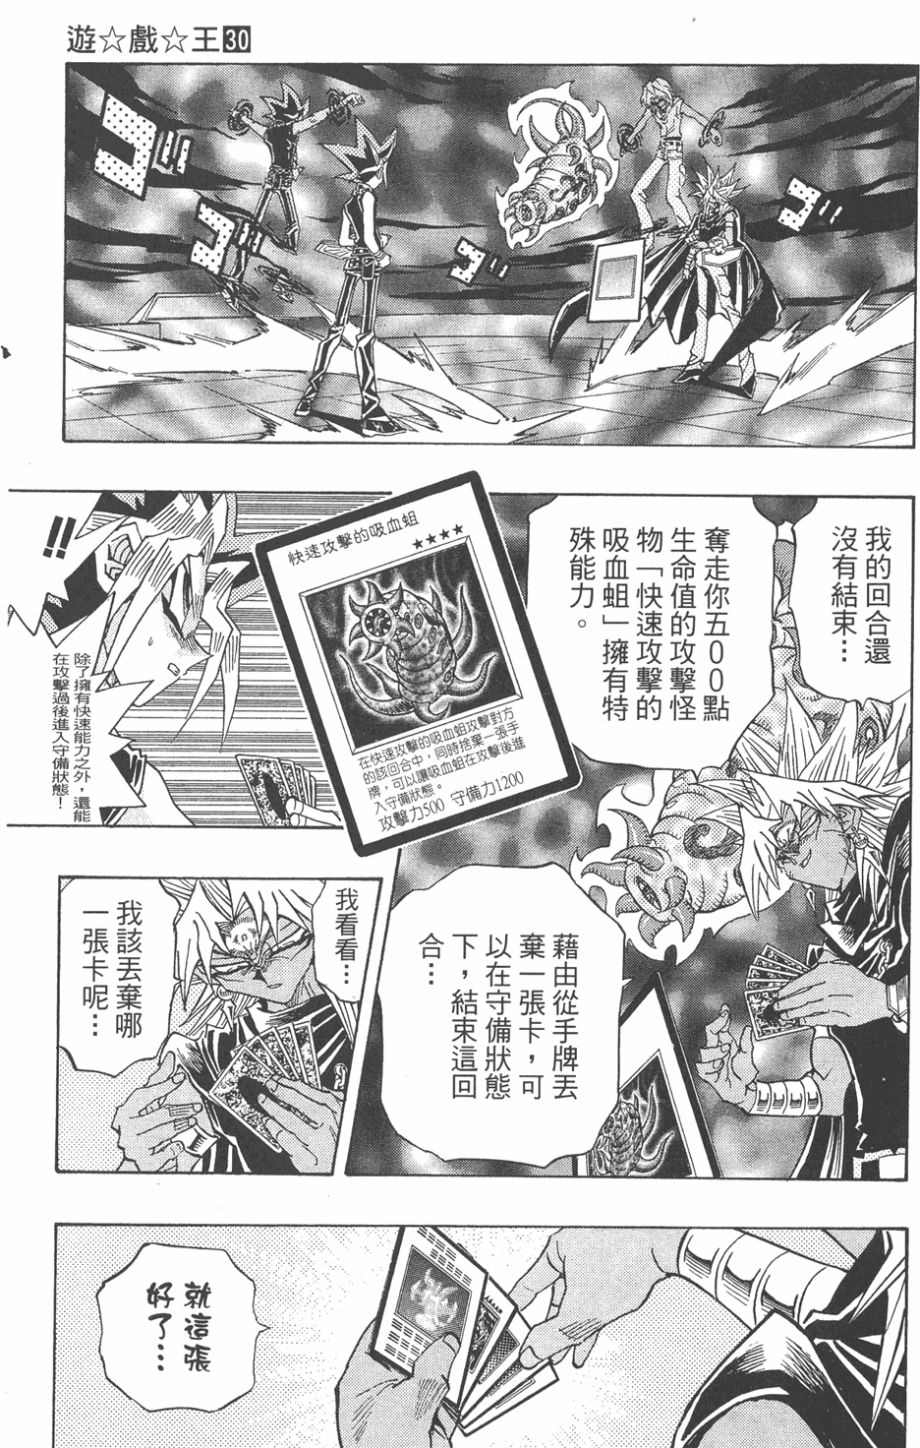 遊☆戲☆王30
ゴゴ
ゴゴ
ゴゴ
ゴゴ
我的回合還
沒有結束…
奪走你五００點
生命值的攻擊怪
物「快速攻擊的
吸血蛆」擁有特
殊能力。
快速攻擊的吸血蛆
★★★★
在快速攻擊的吸血蛆攻擊對方
的該回合中，同時捨棄一張手
牌，可以讓吸血蛆在攻擊後進
入守備狀態。
攻擊力500 守備力1200
!!
除了擁有快速能力之外，還能
在攻擊過後進入守備狀態！
藉由從手牌丟
棄一張卡，可
以在守備狀態
下，結束這回
合…
我看看…
我該丟棄哪
一張卡呢…
就這張
好了…